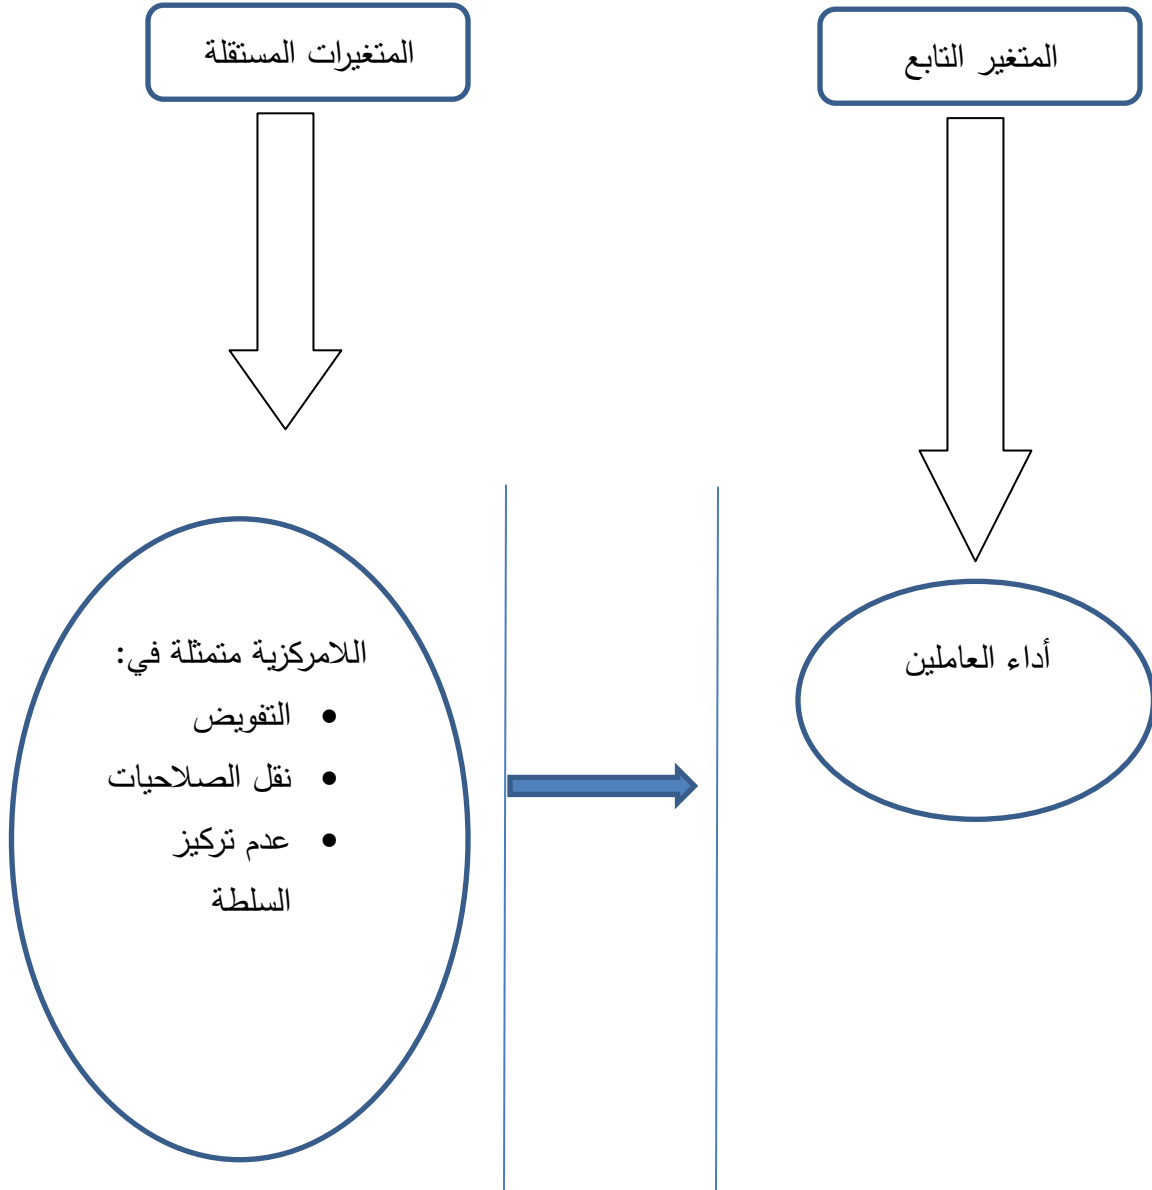 المتغير التابع
المتغيرات المستقلة
أداء العاملين
اللامركزية متمثلة في:
• التفويض
• نقل الصلاحيات
• عدم تركيز
السلطة